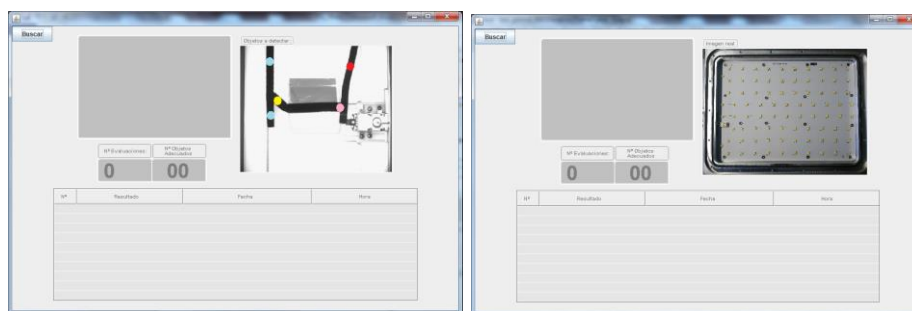 Buscar
Objetos a detectar
Nº Evaluaciones:
Nº Objetos
Adecuados
0
00
Nº
Resultado
Fecha
Hora
Buscar
Imagen real
Nº Evaluaciones:
Nº Objetos
Adecuados
0
00
Nº
Resultado
Fecha
Hora